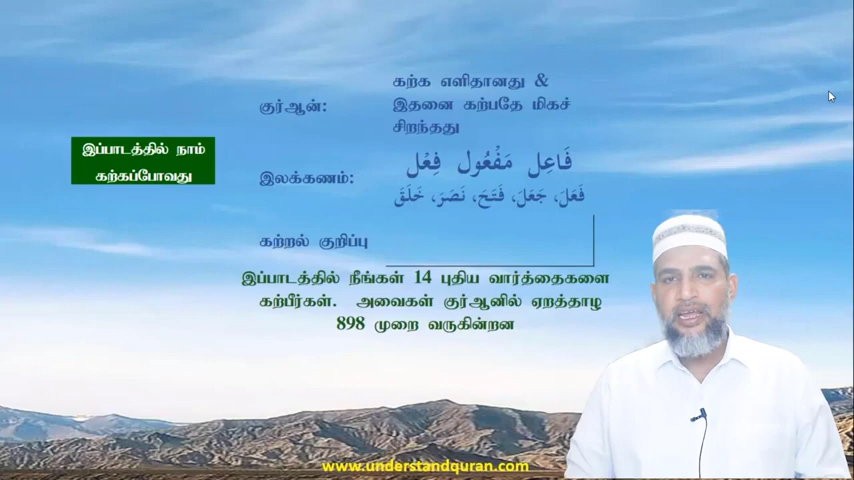 இப்பாடத்தில் நாம்
கற்கப்போவது
குர்ஆன்:
கற்க எளிதானது &
இதனை கற்பதே மிகச்
சிறந்தது
இலக்கணம்:
فَاعِل مَفْعُول فِعْل
فَعَلَ، جَعَلَ، فَتَحَ، نَصَرَ، خَلَقَ
கற்றல் குறிப்பு
இப்பாடத்தில் நீங்கள் 14 புதிய வார்த்தைகளை
கற்பீர்கள். அவைகள் குர்ஆனில் ஏறத்தாழ
898 முறை வருகின்றன
www.understandquran.com